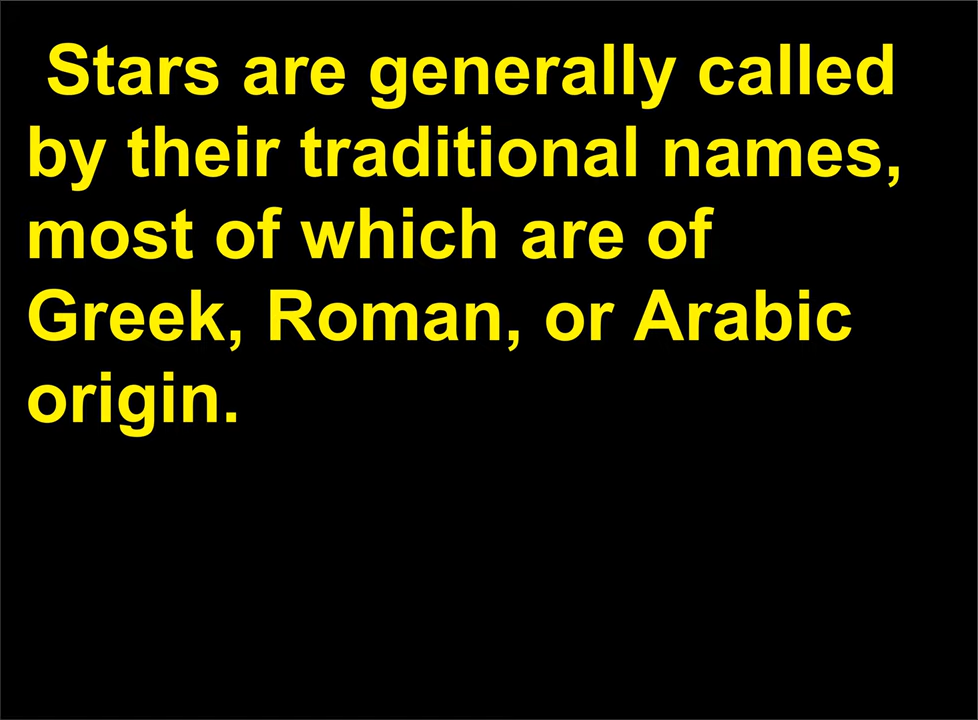 Stars are generally called
by their traditional names,
most of which are of
Greek, Roman, or Arabic
origin.